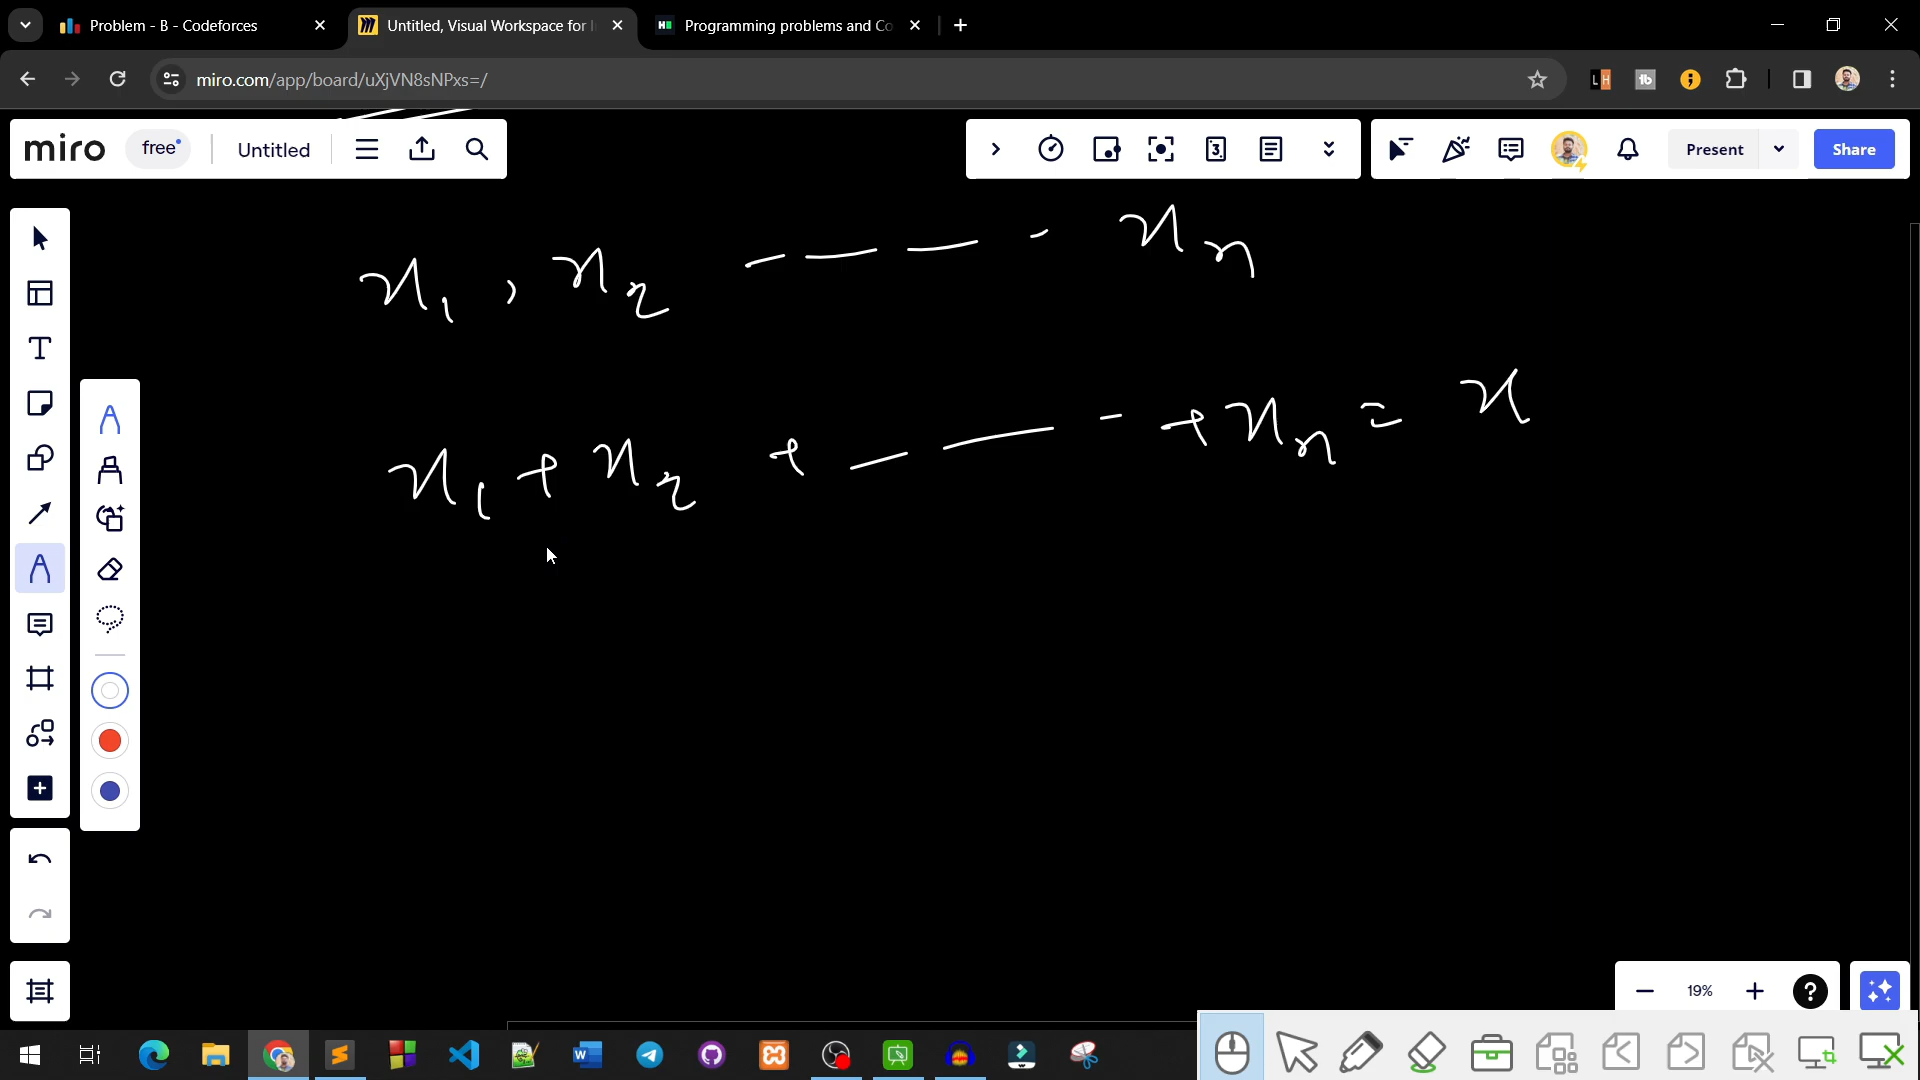 Problem - B - Codeforces
Untitled, Visual Workspace for I
Programming problems and Co
miro.com/app/board/uXjVN8sNPxs=/
miro
free
Untitled
3.
Present
Share
x₁ , x₂ - - - - xₙ
x₁ + x₂ + - - - + xₙ = x
19%